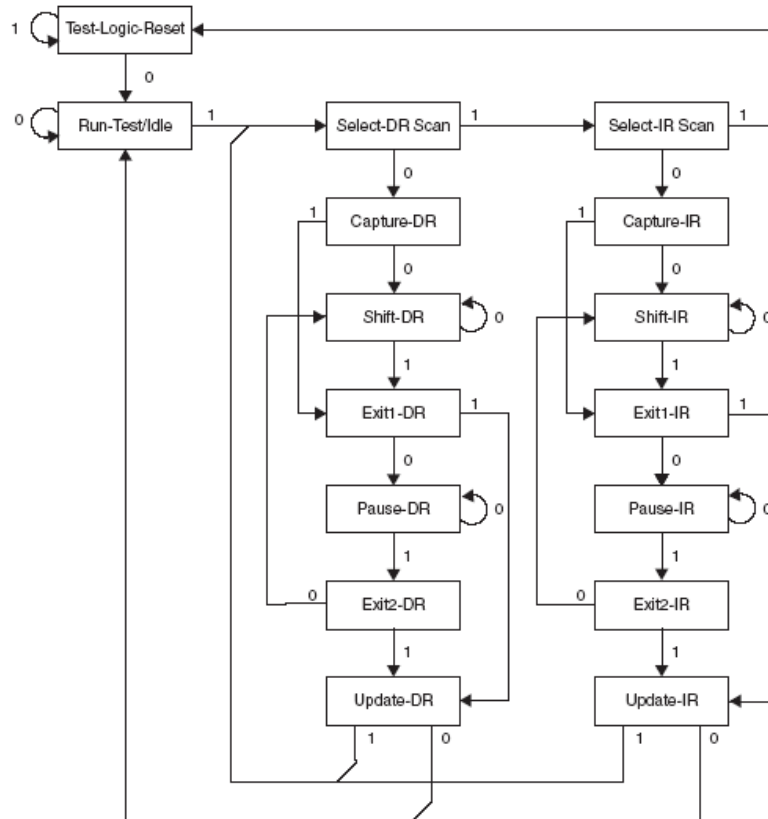 Test-Logic-Reset
1
0
Run-Test/Idle
0
1
Select-DR Scan
1
Select-IR Scan
1
0
0
1
Capture-DR
1
Capture-IR
0
0
Shift-DR
0
Shift-IR
0
1
1
Exit1-DR
1
Exit1-IR
1
0
0
Pause-DR
0
Pause-IR
0
1
1
0
Exit2-DR
0
Exit2-IR
1
1
Update-DR
Update-IR
1
0
1
0